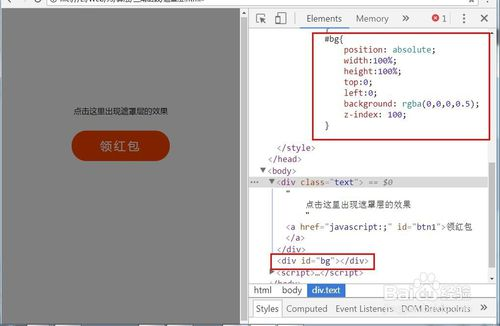 点击这里出现遮罩层的效果
领红包
Elements
Memory
»
1
#bg{
position: absolute;
width:100%;
height:100%;
top:0;
left:0;
background: rgba(0,0,0,0.5);
z-index: 100;
}
</style>
</head>
▼<body>
▼<div class="text"> == $0
"
点击这里出现遮罩层的效果
"
<a href="javascript:;" id="btn1">领红包
</a>
</div>
<div id="bg"></div>
▶<script>…</script>
</body>
html body div.text
Styles Computed Event Listeners DOM Breakpoints
Baidu经验